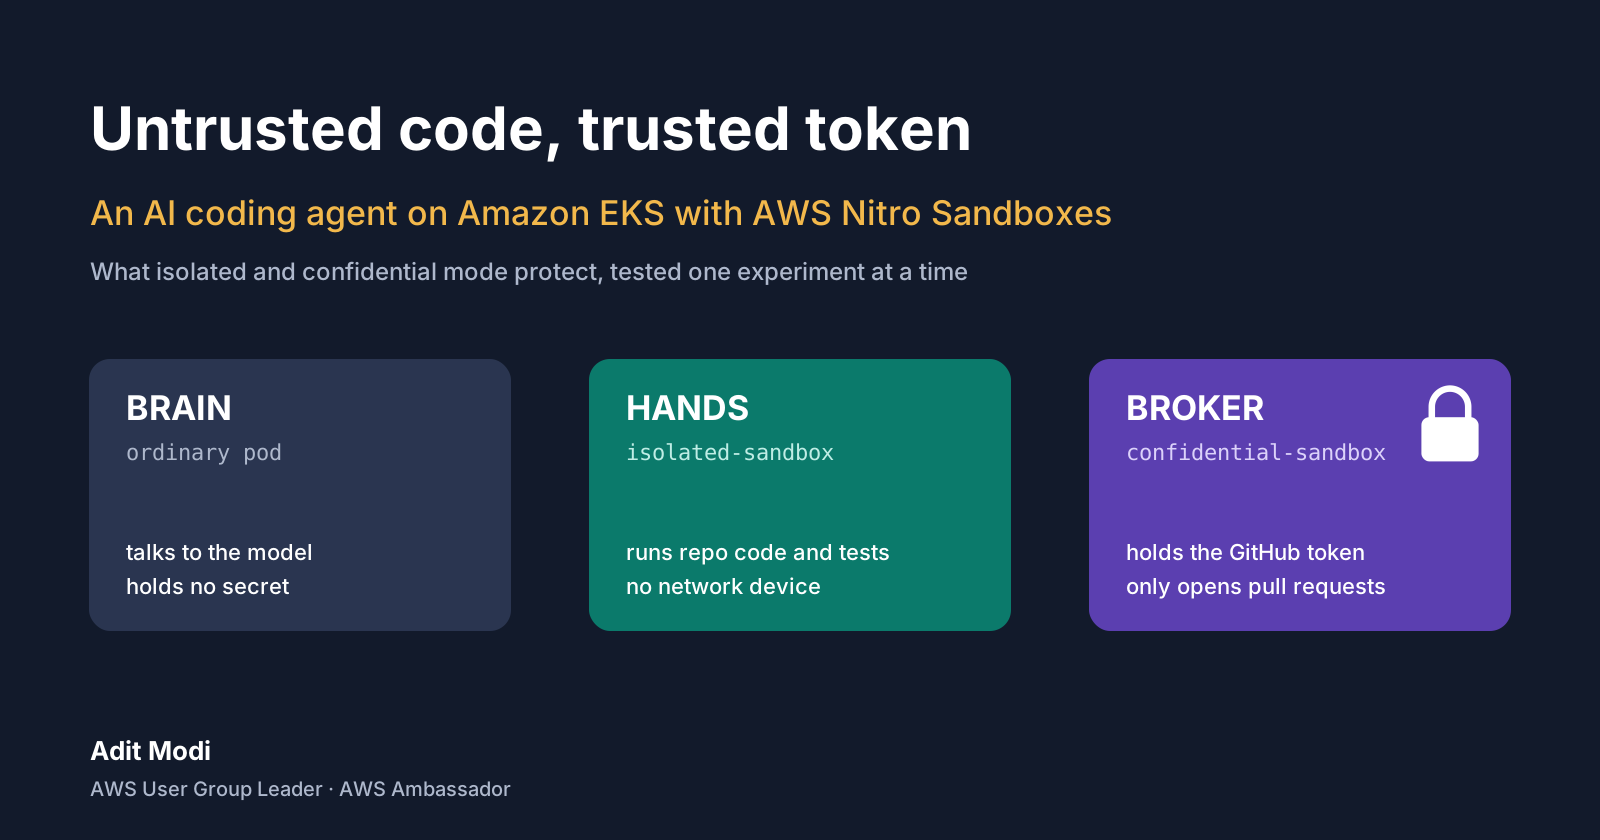 Untrusted code, trusted token
An AI coding agent on Amazon EKS with AWS Nitro Sandboxes
What isolated and confidential mode protect, tested one experiment at a time
BRAIN
ordinary pod
talks to the model
holds no secret
HANDS
isolated-sandbox
runs repo code and tests
no network device
BROKER
confidential-sandbox
holds the GitHub token
only opens pull requests
Adit Modi
AWS User Group Leader · AWS Ambassador